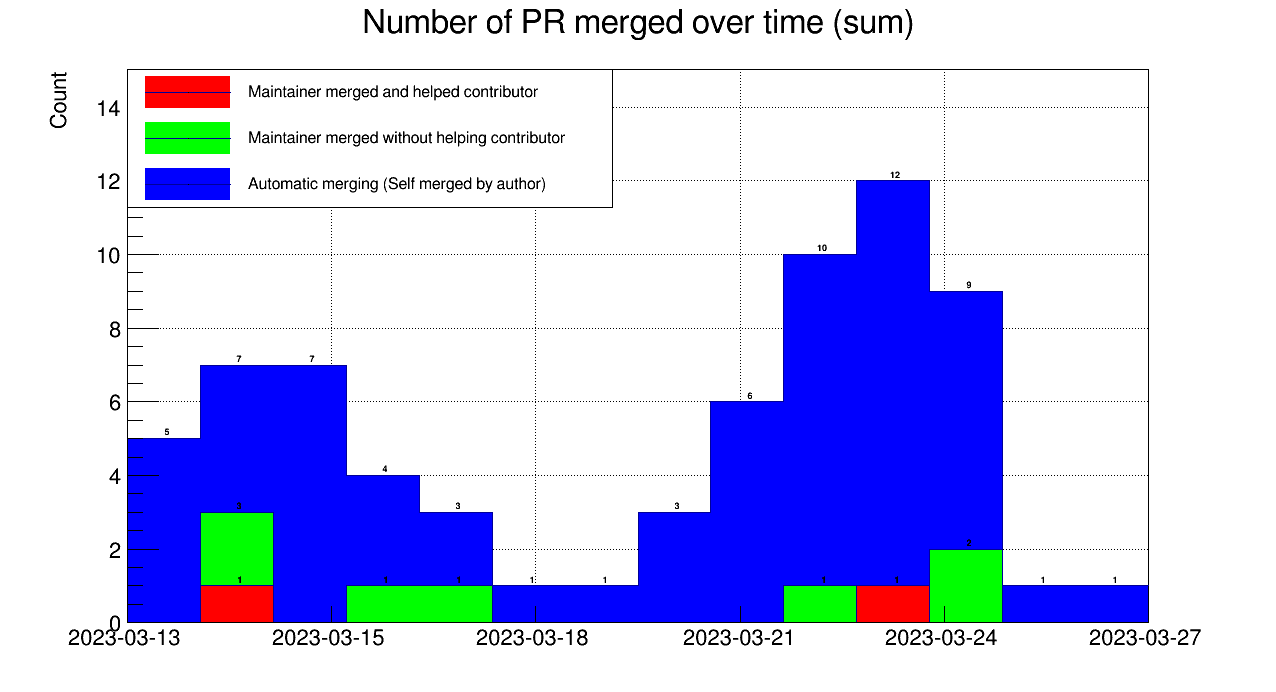 Number of PR merged over time (sum)
Count
Maintainer merged and helped contributor
Maintainer merged without helping contributor
Automatic merging (Self merged by author)
14
12
10
8
6
4
2
0
12
10
9
7 7
6
5
4
3 3
3
2
1 1 1 1 1 1 1 1 1
2023-03-13 2023-03-15 2023-03-18 2023-03-21 2023-03-24 2023-03-27